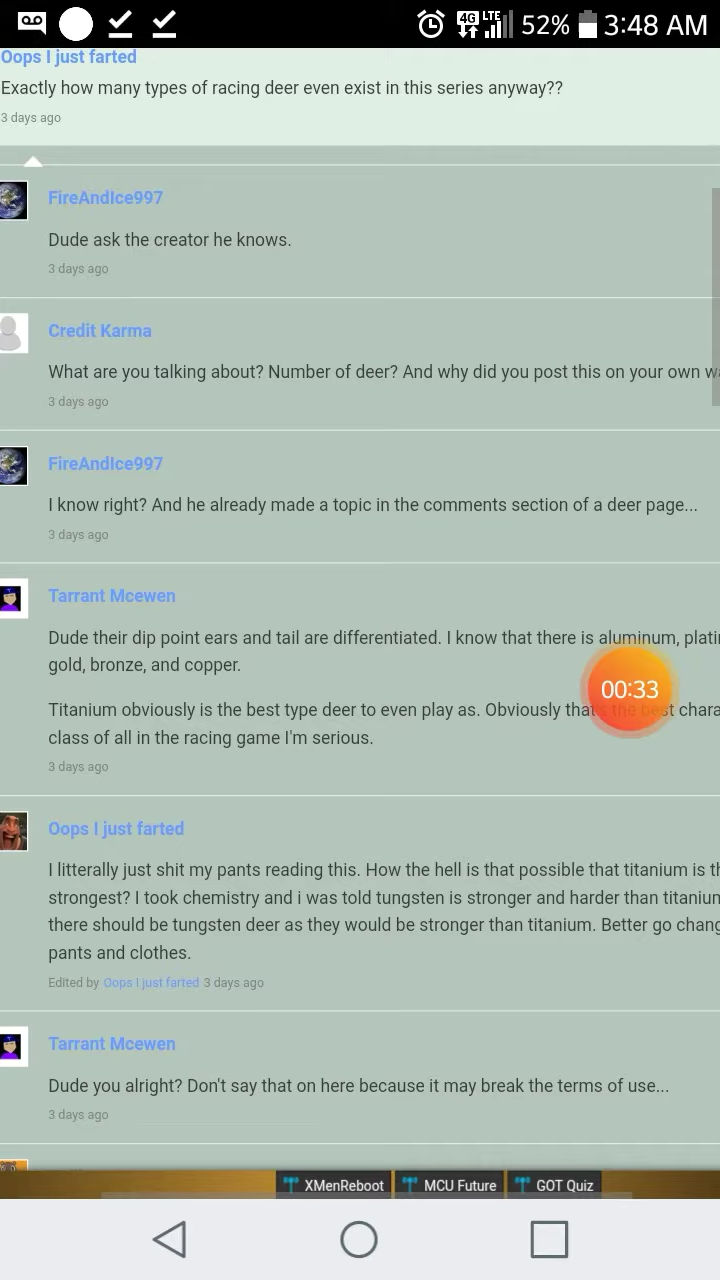 4G LTE 52% 3:48 AM
Oops I just farted
Exactly how many types of racing deer even exist in this series anyway??
3 days ago
FireAndIce997
Dude ask the creator he knows.
3 days ago
Credit Karma
What are you talking about? Number of deer? And why did you post this on your own
3 days ago
FireAndIce997
I know right? And he already made a topic in the comments section of a deer page...
3 days ago
Tarrant Mcewen
Dude their dip point ears and tail are differentiated. I know that there is aluminum,
gold, bronze, and copper.
00:33
Titanium obviously is the best type deer to even play as. Obviously that's the best
class of all in the racing game I'm serious.
3 days ago
Oops I just farted
I litterally just shit my pants reading this. How the hell is that possible that titanium is
strongest? I took chemistry and i was told tungsten is stronger and harder than
there should be tungsten deer as they would be stronger than titanium. Better go
pants and clothes.
Edited by Oops I just farted 3 days ago
Tarrant Mcewen
Dude you alright? Don't say that on here because it may break the terms of use...
3 days ago
XMenReboot MCU Future GOT Quiz